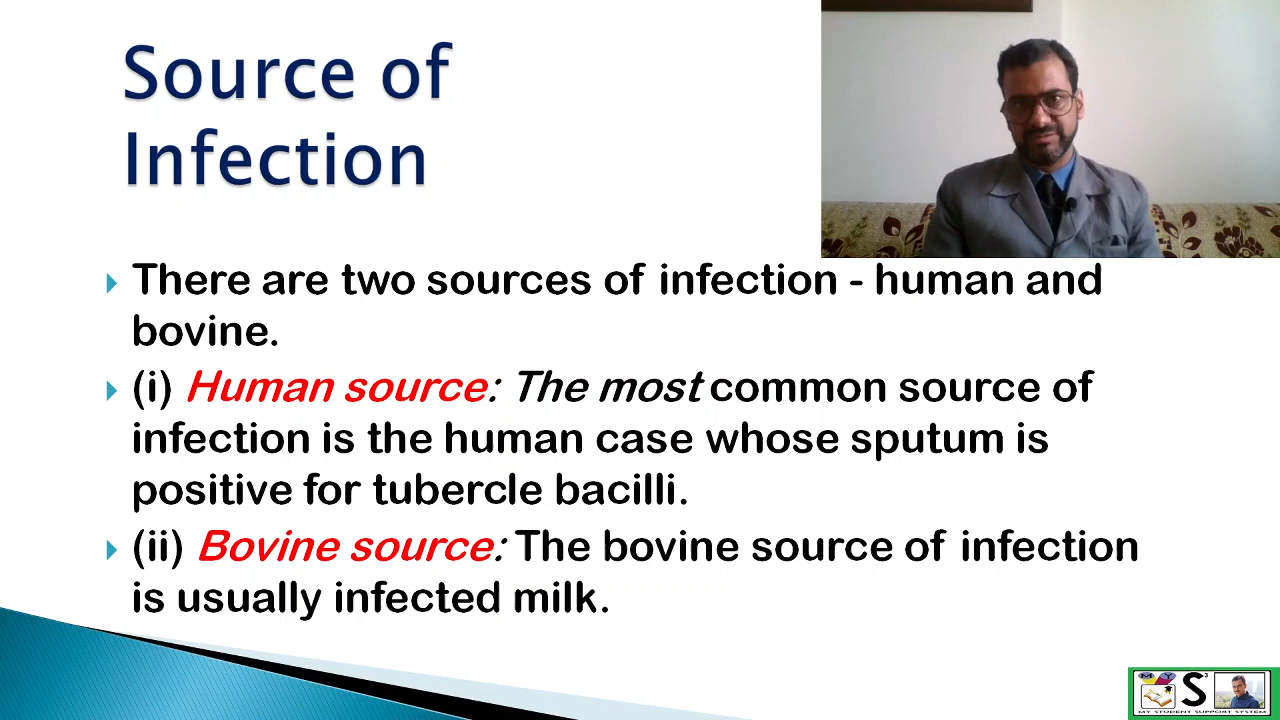 Source of
Infection
There are two sources of infection - human and
bovine.
(i) Human source: The most common source of
infection is the human case whose sputum is
positive for tubercle bacilli.
(ii) Bovine source: The bovine source of infection
is usually infected milk.
MY
S³
MY STUDENT SUPPORT SYSTEM